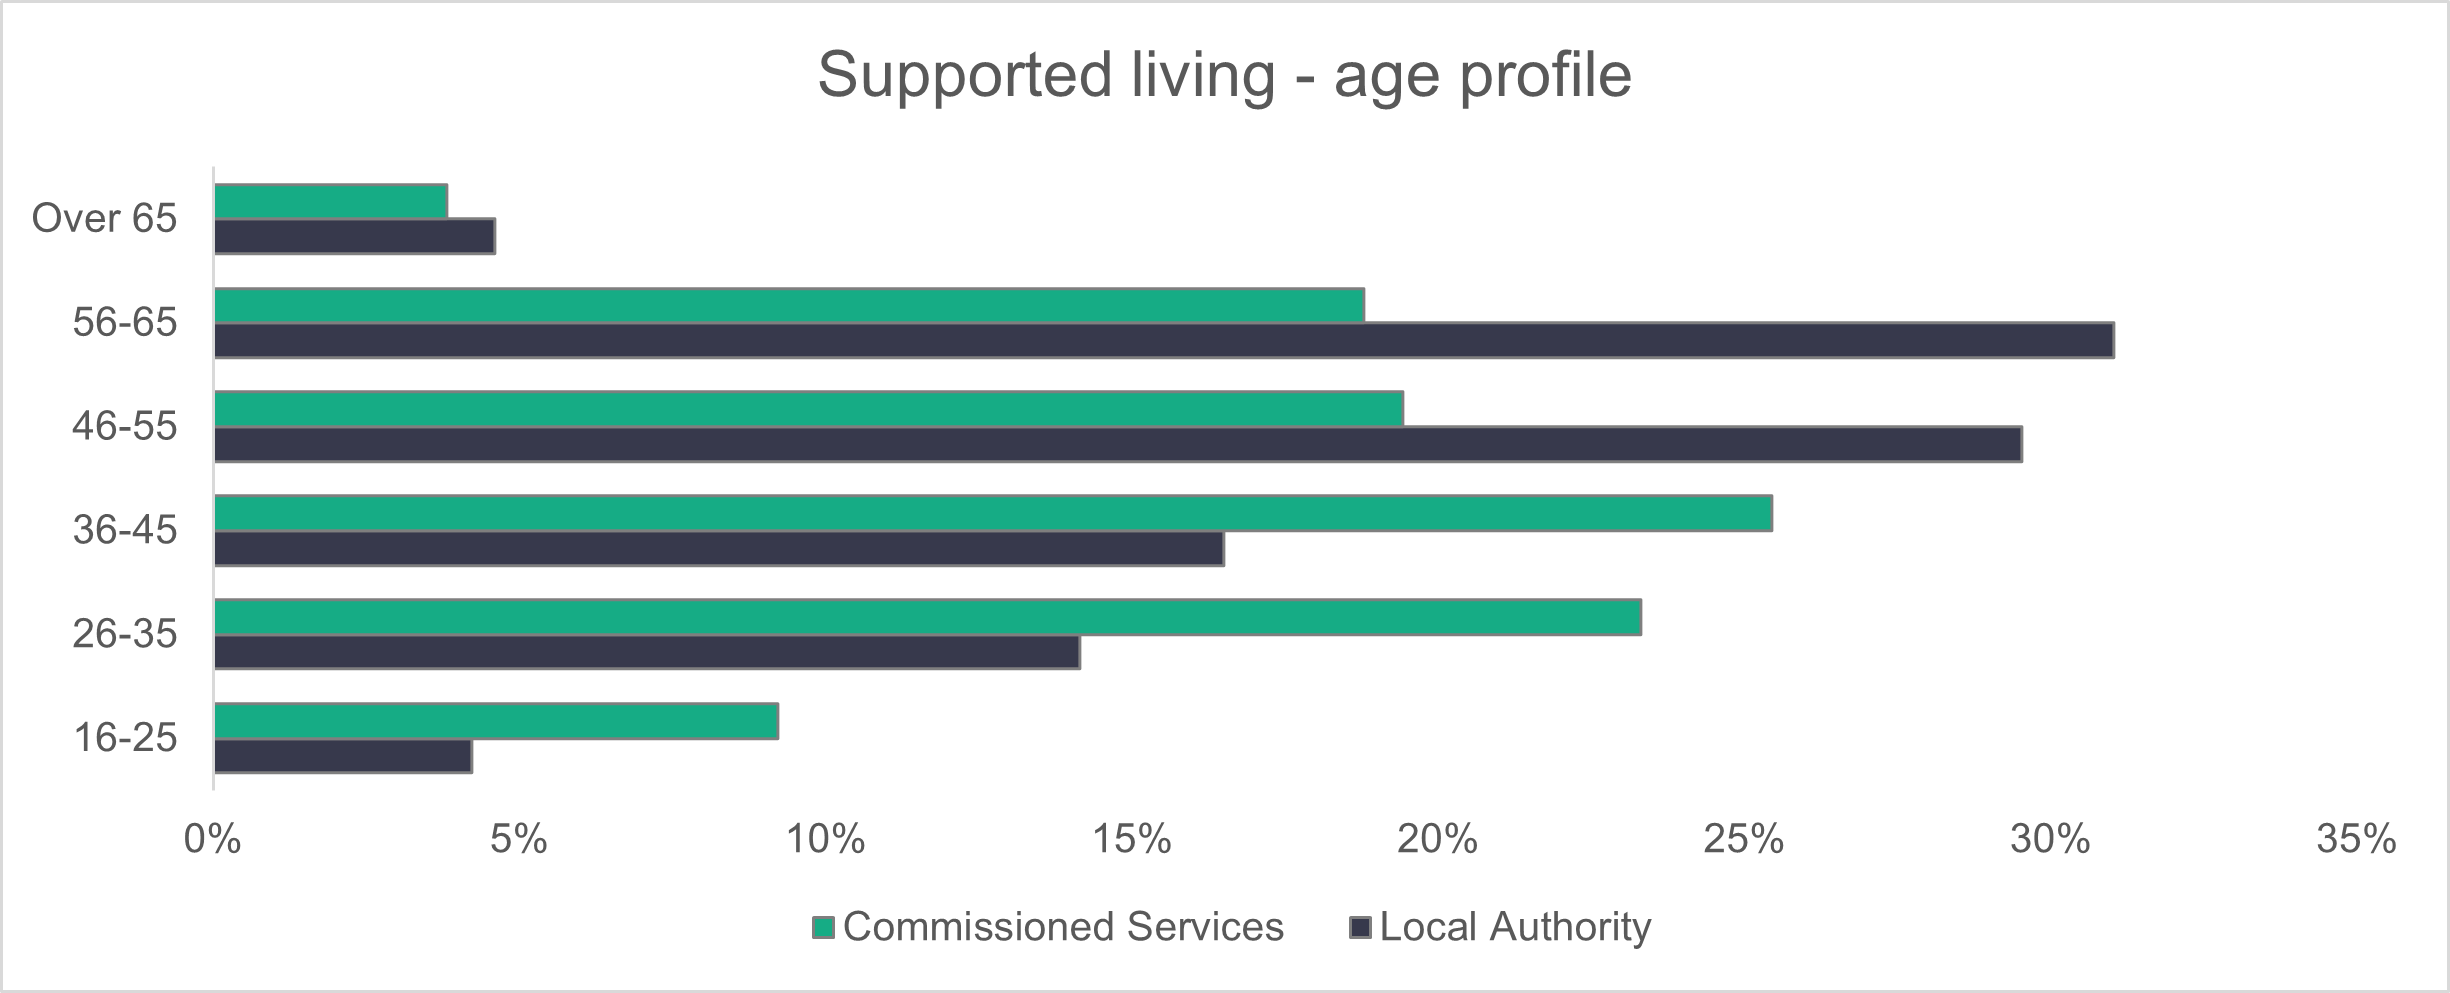 Supported living - age profile
Over 65
56-65
46-55
36-45
26-35
16-25
0% 5% 10% 15% 20% 25% 30% 35%
Commissioned Services Local Authority